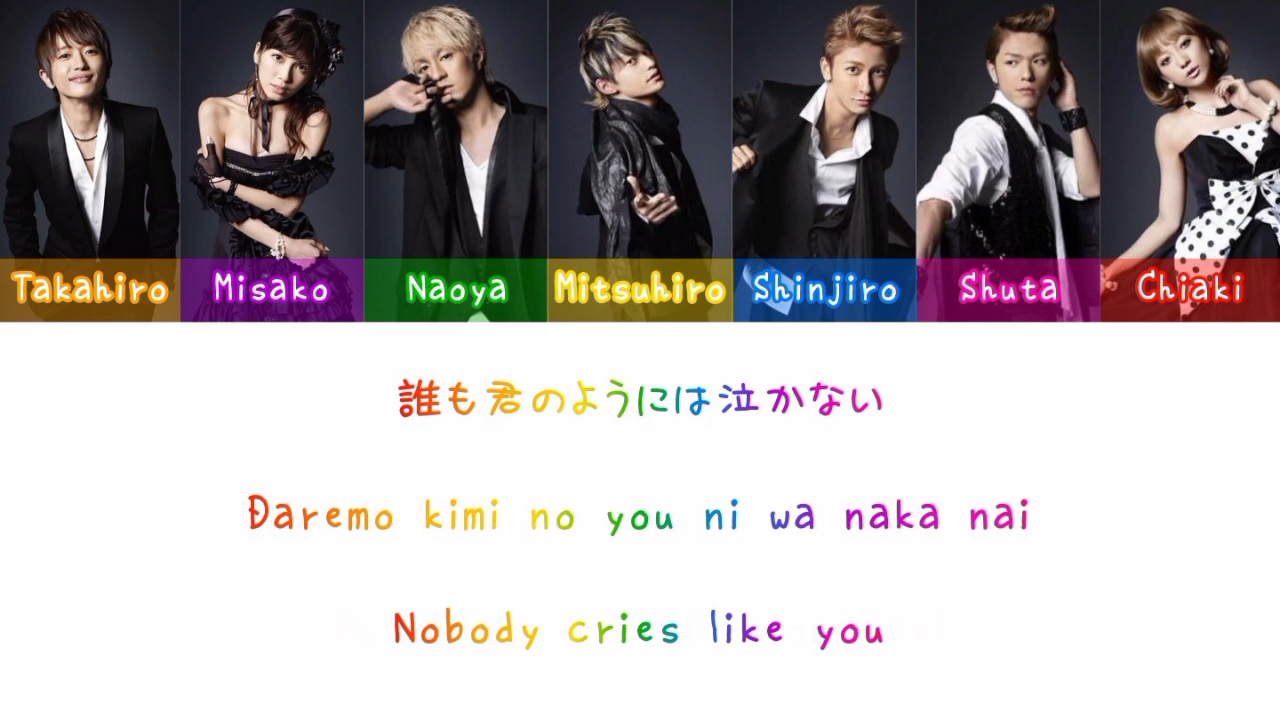 Takahiro Misako Naoya Mitsuhiro Shinjiro Shuta Chiaki
誰も君のようには泣かない
Daremo kimi no you ni wa naka nai
Nobody cries like you